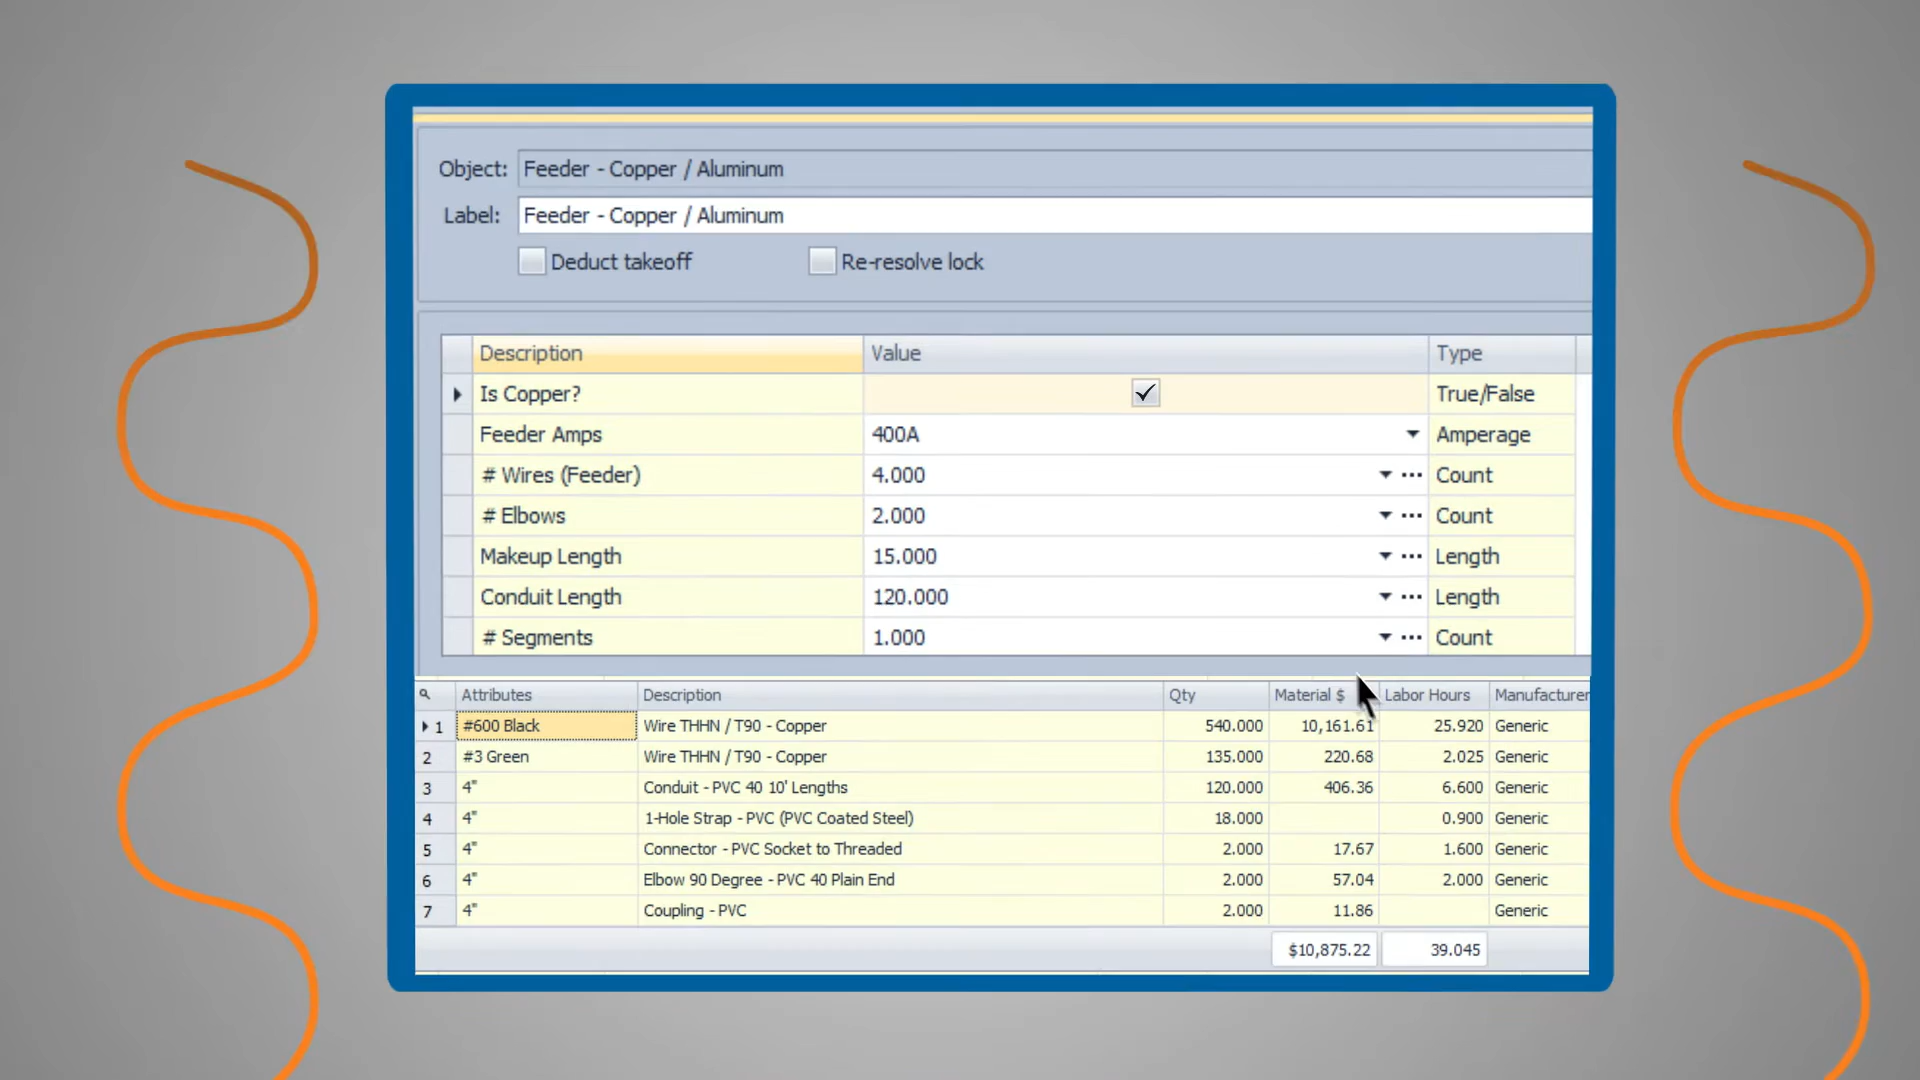 Object: Feeder - Copper / Aluminum
Label: Feeder - Copper / Aluminum
Deduct takeoff Re-resolve lock
Description Value Type
Is Copper? True/False
Feeder Amps 400A Amperage
# Wires (Feeder) 4.000 Count
# Elbows 2.000 Count
Makeup Length 15.000 Length
Conduit Length 120.000 Length
# Segments 1.000 Count
Attributes Description Qty Material $ Labor Hours Manufacturer
1 #600 Black Wire THHN / T90 - Copper 540.000 10,161.61 25.920 Generic
2 #3 Green Wire THHN / T90 - Copper 135.000 220.68 2.025 Generic
3 4" Conduit - PVC 40 10' Lengths 120.000 406.36 6.600 Generic
4 4" 1-Hole Strap - PVC (PVC Coated Steel) 18.000 0.900 Generic
5 4" Connector - PVC Socket to Threaded 2.000 17.67 1.600 Generic
6 4" Elbow 90 Degree - PVC 40 Plain End 2.000 57.04 2.000 Generic
7 4" Coupling - PVC 2.000 11.86 Generic
$10,875.22 39.045